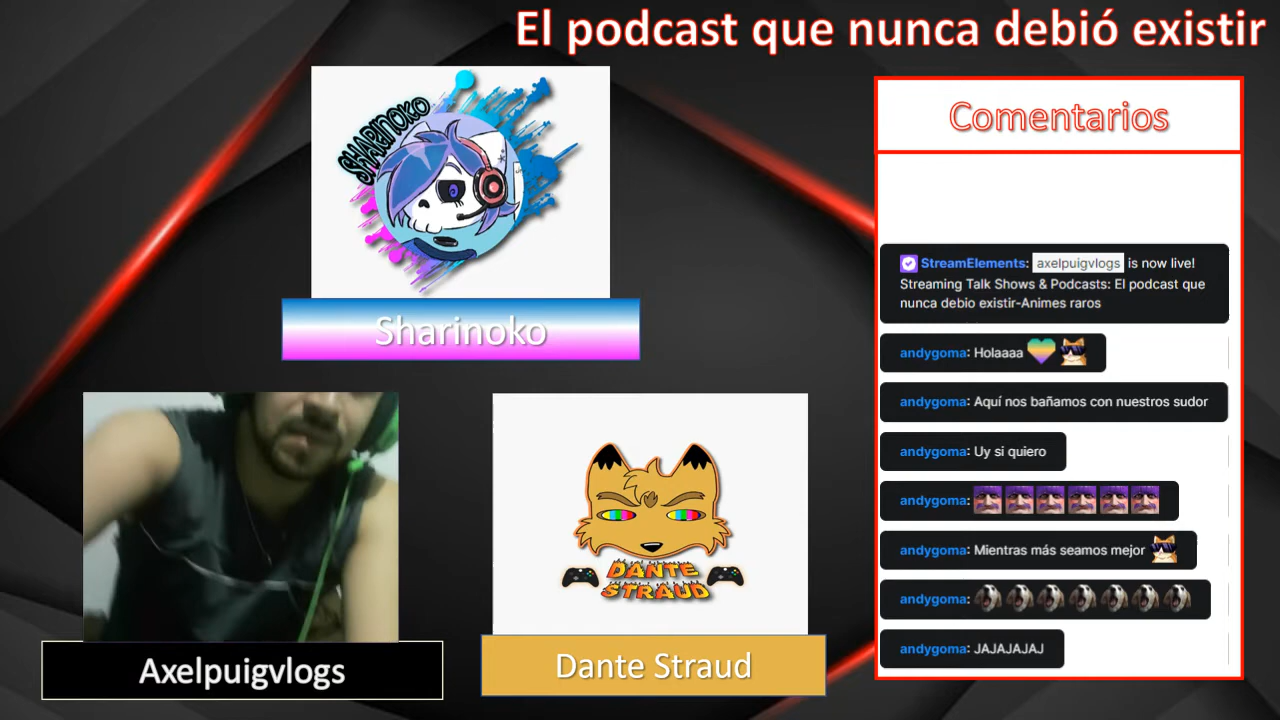 El podcast que nunca debió existir
SHARINOKO
Sharinoko
Axelpuigvlogs
DANTE
STRAUD
Dante Straud
Comentarios
StreamElements: axelpuigvlogs is now live!
Streaming Talk Shows & Podcasts: El podcast que
nunca debio existir-Animes raros
andygoma: Holaaaa
andygoma: Aquí nos bañamos con nuestros sudor
andygoma: Uy si quiero
andygoma:
andygoma: Mientras más seamos mejor
andygoma:
andygoma: JAJAJAJAJ